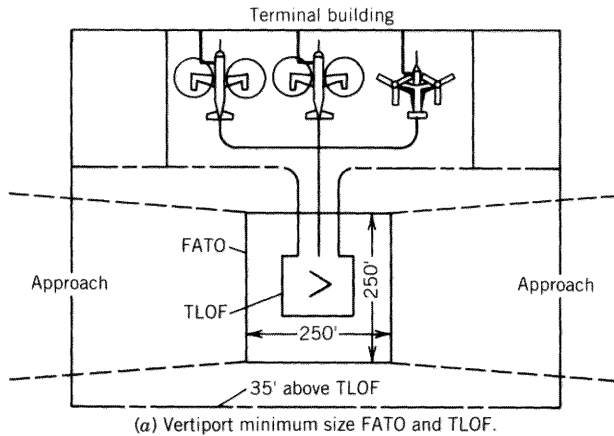 Terminal building
FATO
Approach
Approach
TLOF
250'
250'
35' above TLOF
(a) Vertiport minimum size FATO and TLOF.